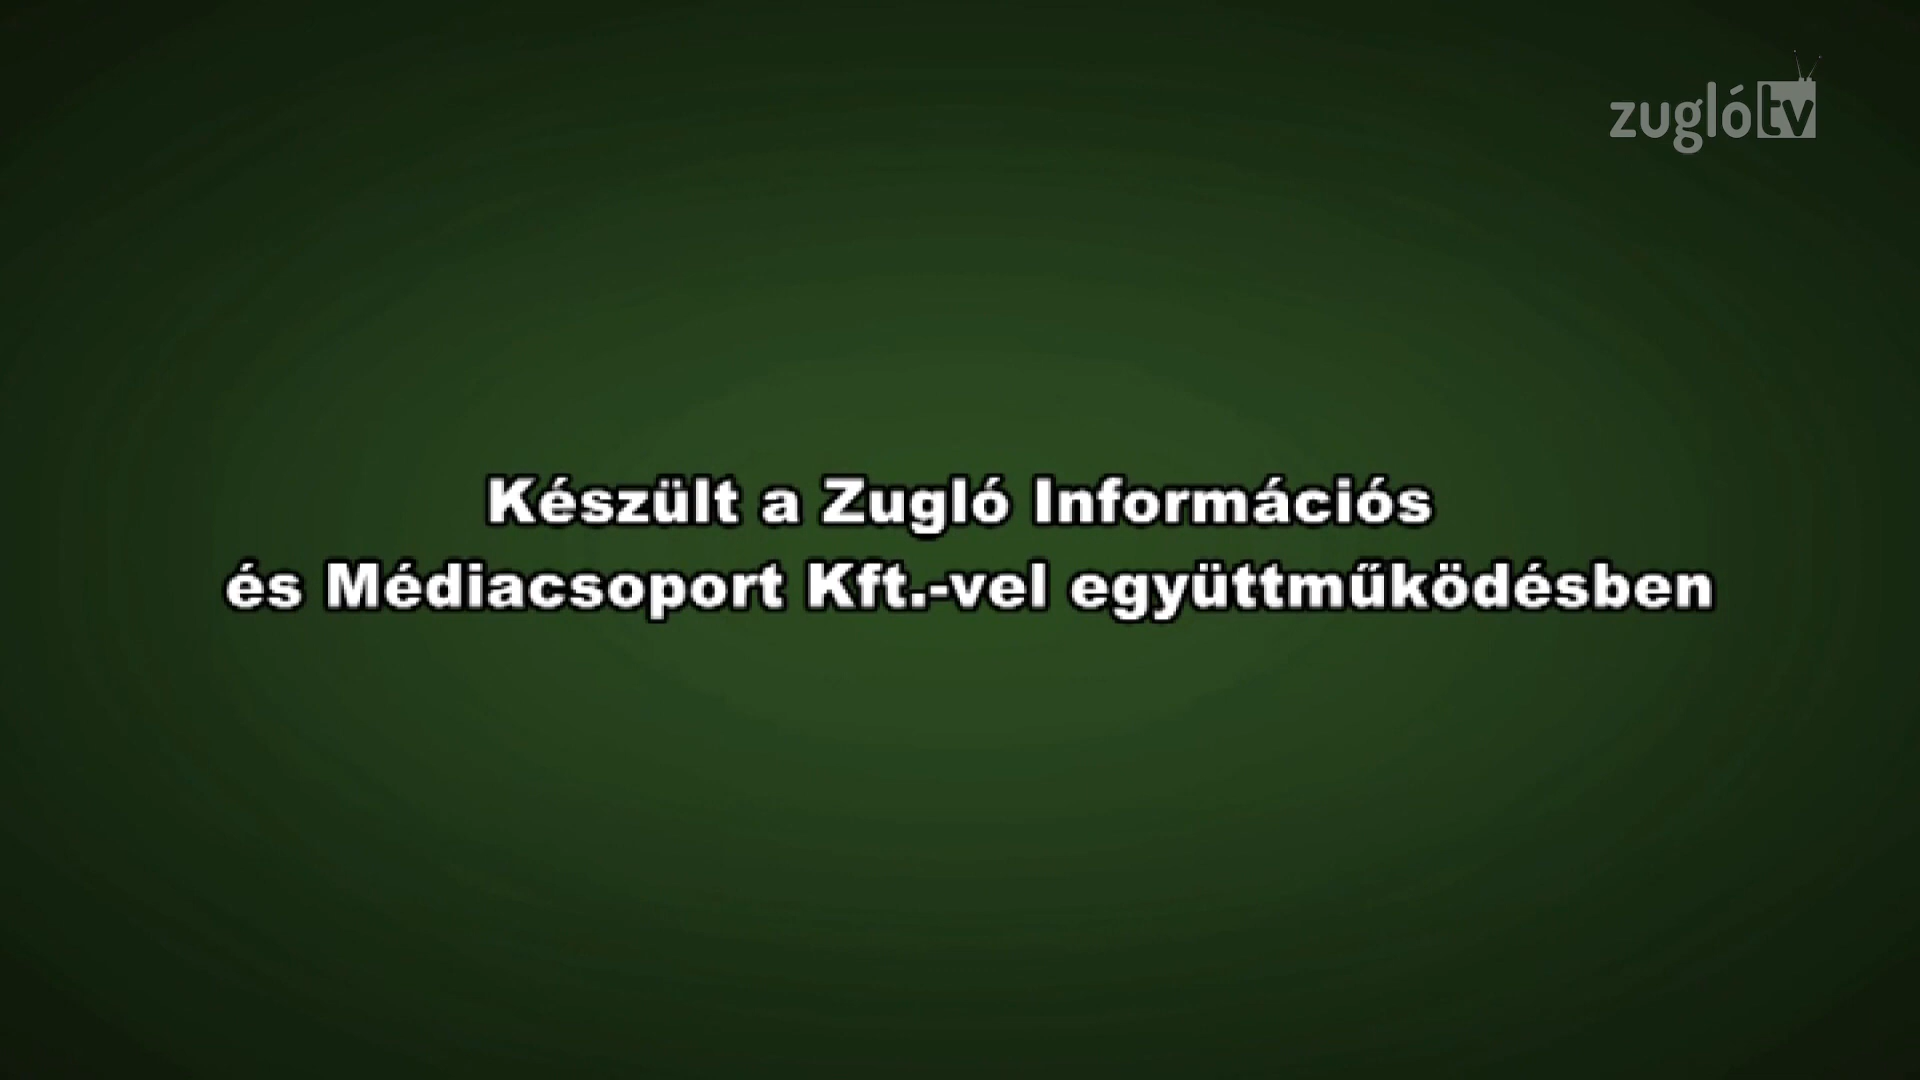 zuglótv
Készült a Zugló Információs
és Médiacsoport Kft.-vel együttműködésben